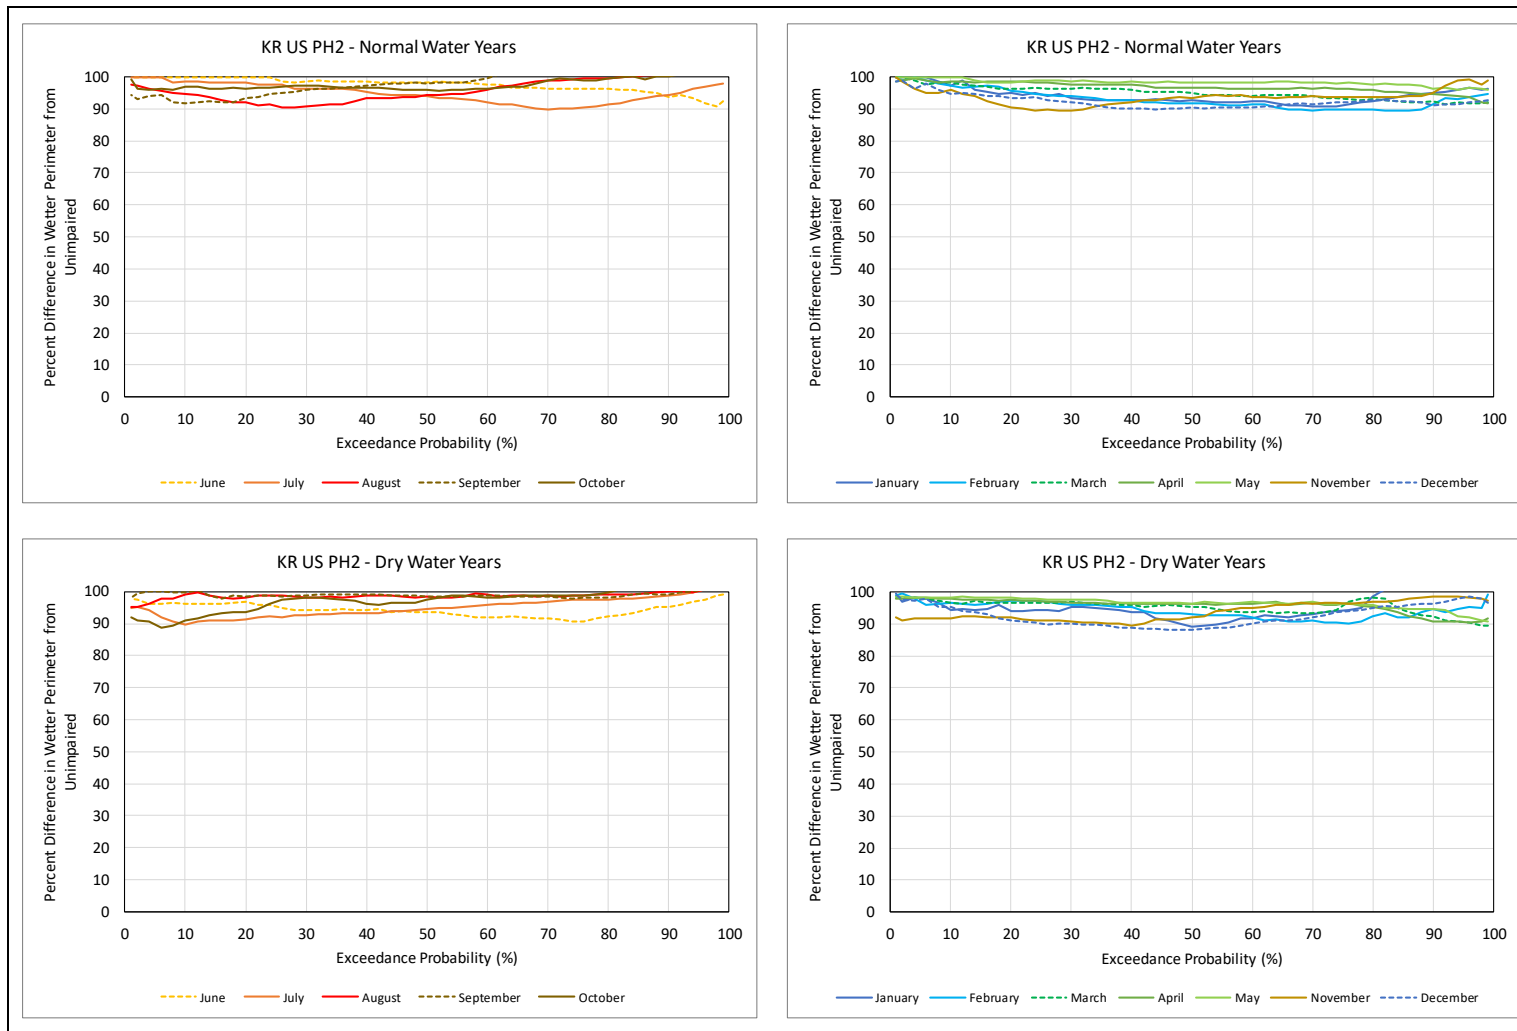 KR US PH2 - Normal Water Years
Percent Difference in Wetter Perimeter from
Unimpaired
100
90
80
70
60
50
40
30
20
10
0
0 10 20 30 40 50 60 70 80 90 100
Exceedance Probability (%)
June July August September October
KR US PH2 - Normal Water Years
Percent Difference in Wetter Perimeter from
Unimpaired
100
90
80
70
60
50
40
30
20
10
0
0 10 20 30 40 50 60 70 80 90 100
Exceedance Probability (%)
January February March April May November December
KR US PH2 - Dry Water Years
Percent Difference in Wetter Perimeter from
Unimpaired
100
90
80
70
60
50
40
30
20
10
0
0 10 20 30 40 50 60 70 80 90 100
Exceedance Probability (%)
June July August September October
KR US PH2 - Dry Water Years
Percent Difference in Wetter Perimeter from
Unimpaired
100
90
80
70
60
50
40
30
20
10
0
0 10 20 30 40 50 60 70 80 90 100
Exceedance Probability (%)
January February March April May November December